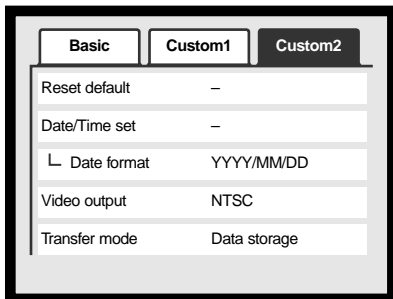 Basic Custom1 Custom2
Reset default –
Date/Time set –
Date format YYYY/MM/DD
Video output NTSC
Transfer mode Data storage